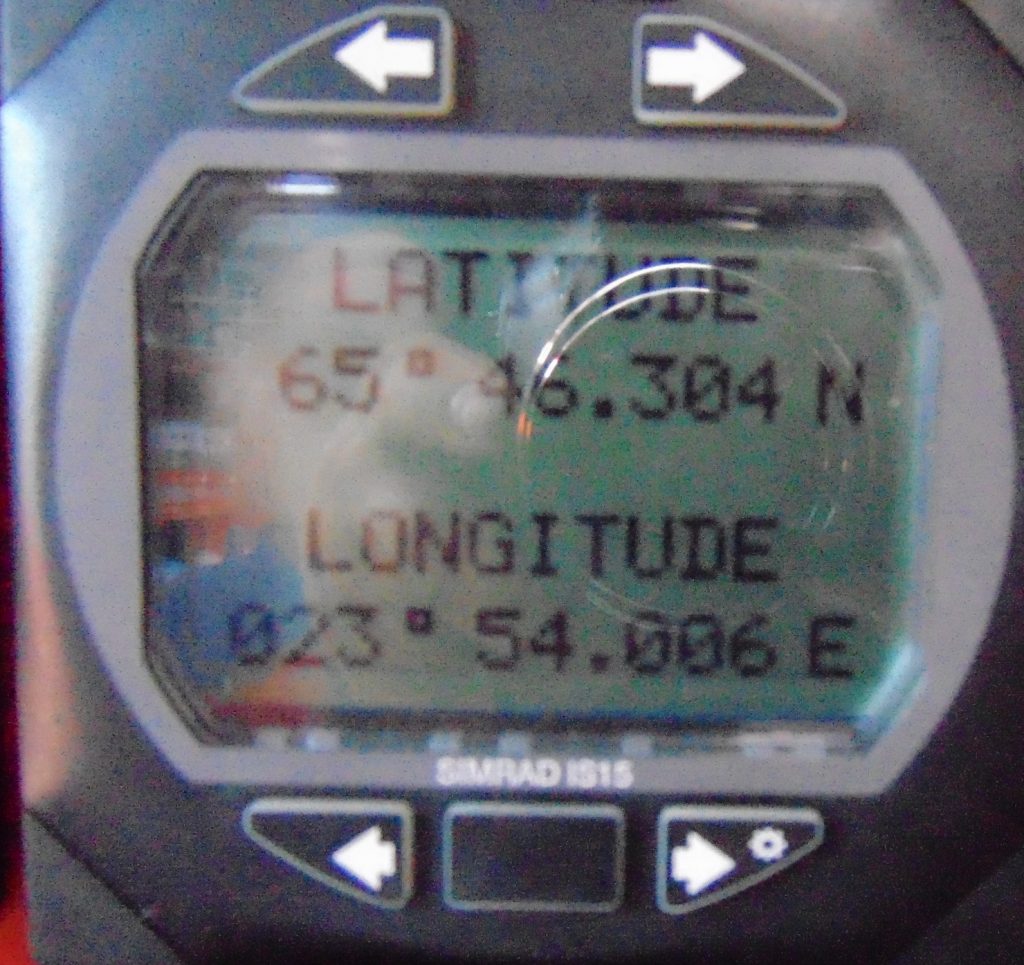 LATITUDE
65° 46.304 N
LONGITUDE
023° 54.006 E
SIMRAD IS15